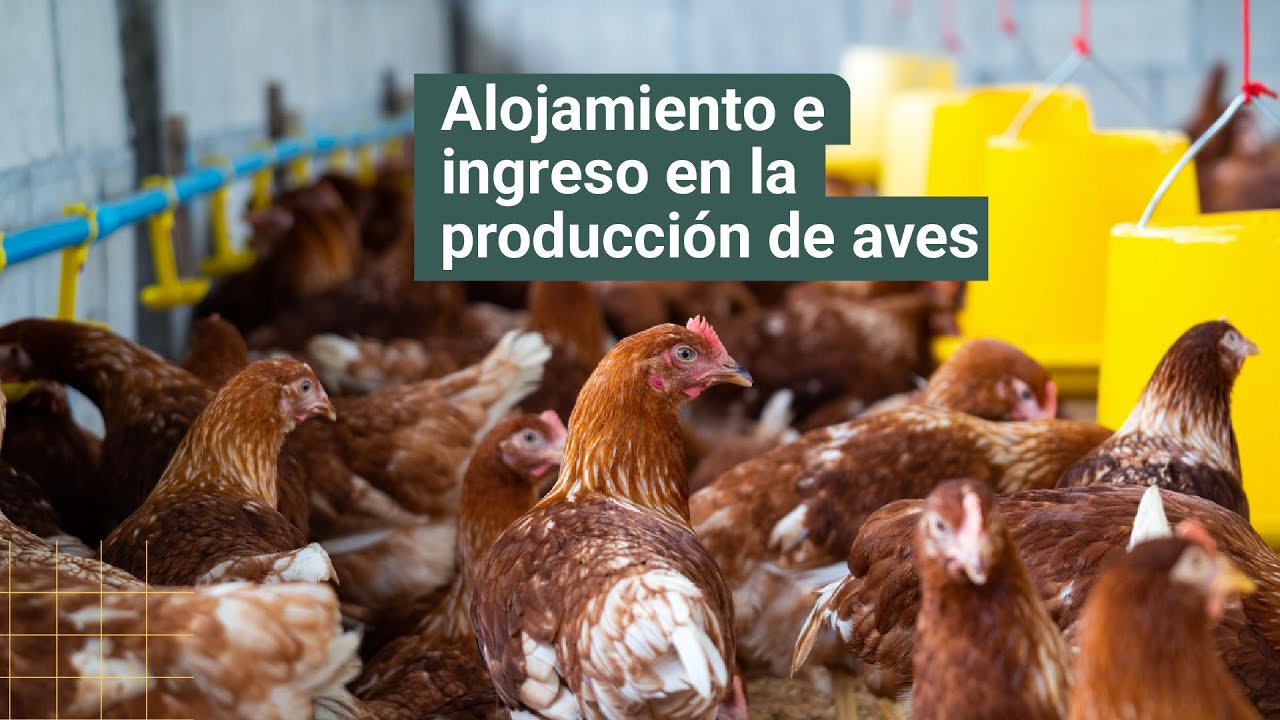 Alojamiento e
ingreso en la
producción de aves